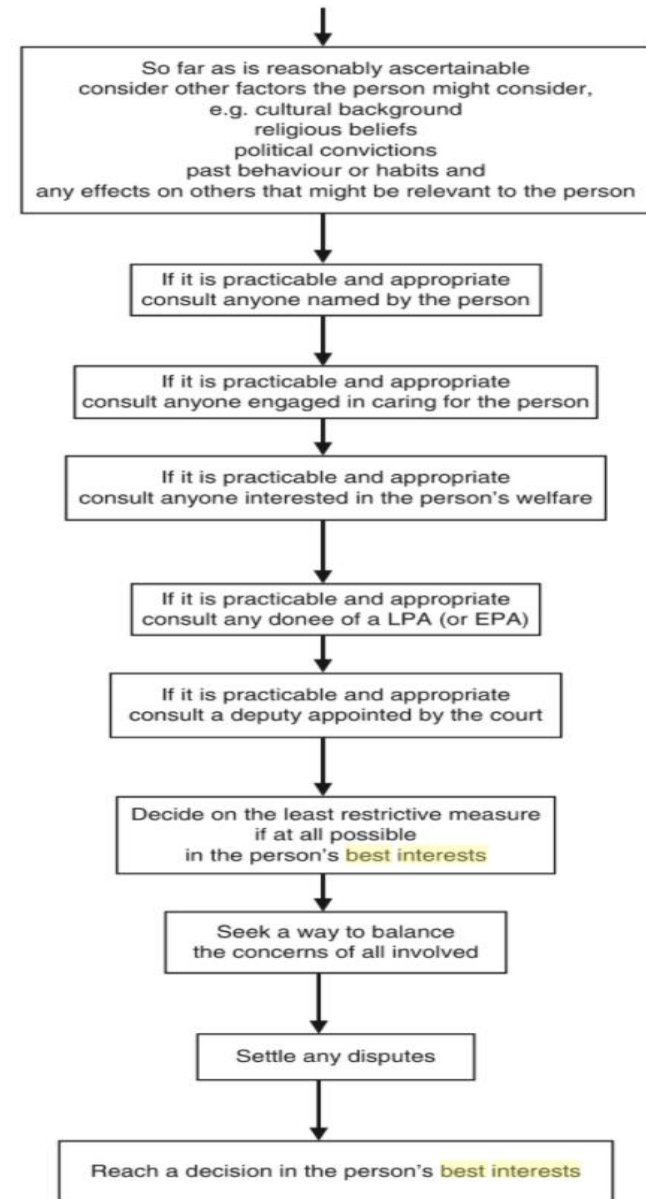 So far as is reasonably ascertainable
consider other factors the person might consider,
e.g. cultural background
religious beliefs
political convictions
past behaviour or habits and
any effects on others that might be relevant to the person
If it is practicable and appropriate
consult anyone named by the person
If it is practicable and appropriate
consult anyone engaged in caring for the person
If it is practicable and appropriate
consult anyone interested in the person's welfare
If it is practicable and appropriate
consult any donee of a LPA (or EPA)
If it is practicable and appropriate
consult a deputy appointed by the court
Decide on the least restrictive measure
if at all possible
in the person's best interests
Seek a way to balance
the concerns of all involved
Settle any disputes
Reach a decision in the person's best interests